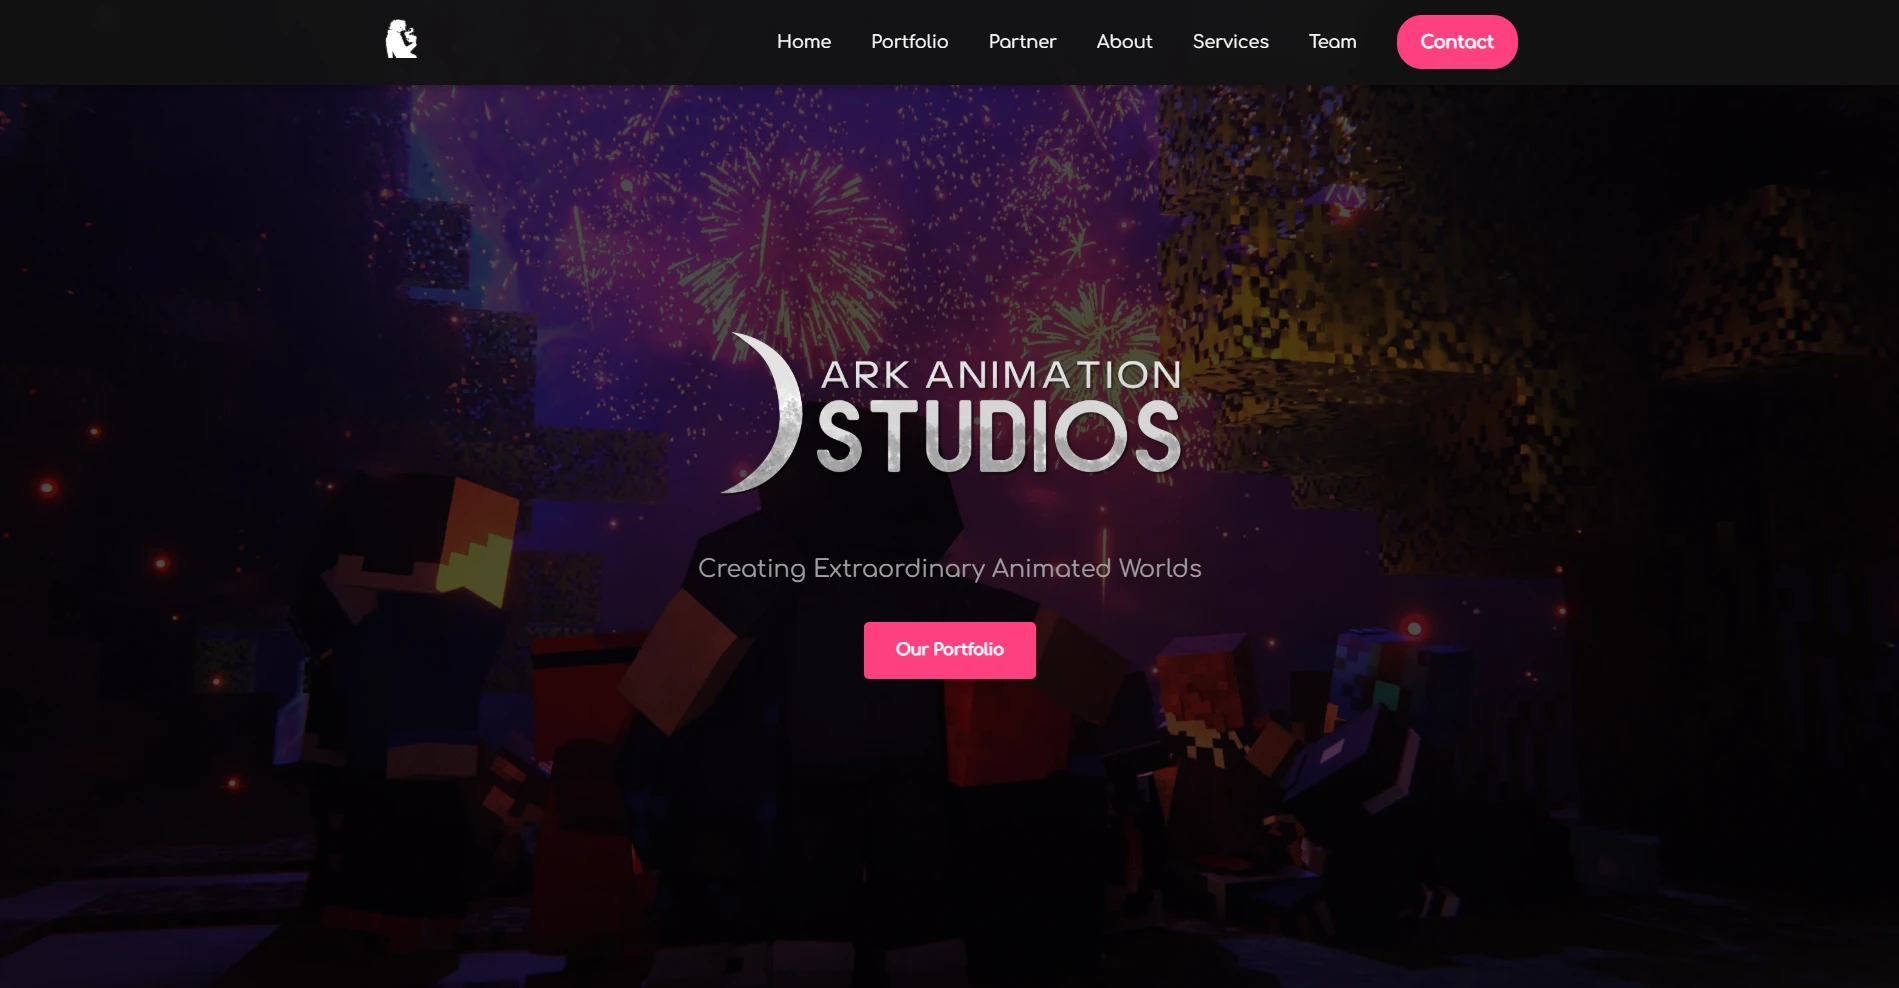 Home Portfolio Partner About Services Team Contact
ARK ANIMATION
STUDIOS
Creating Extraordinary Animated Worlds
Our Portfolio